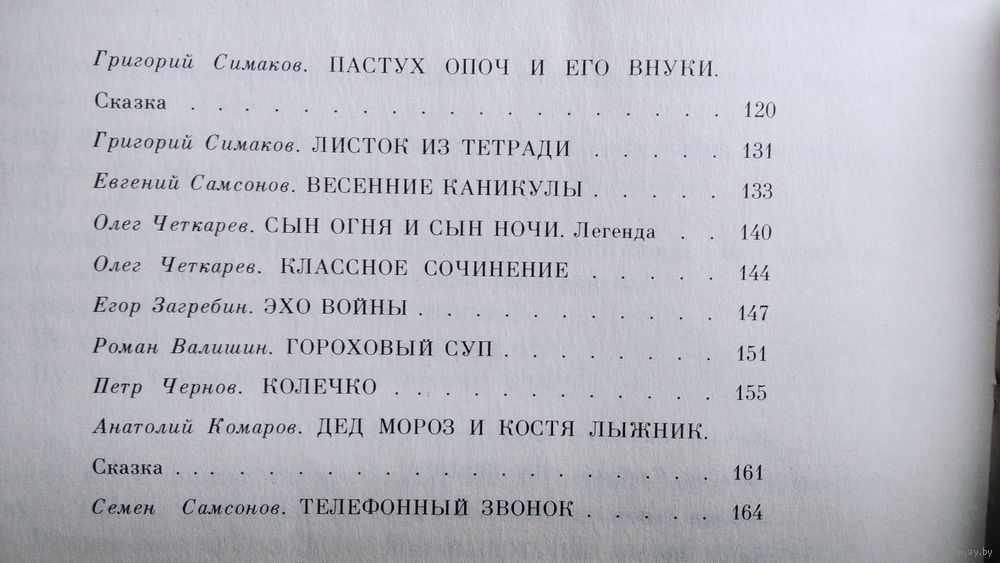 Григорий Симаков. ПАСТУХ ОПОЧ И ЕГО ВНУКИ.
Сказка . . . . . . . . . . . . . . . . . . . 120
Григорий Симаков. ЛИСТОК ИЗ ТЕТРАДИ . . . . . 131
Евгений Самсонов. ВЕСЕННИЕ КАНИКУЛЫ . . . . . 133
Олег Четкарев. СЫН ОГНЯ И СЫН НОЧИ. Легенда . . 140
Олег Четкарев. КЛАССНОЕ СОЧИНЕНИЕ . . . . . . 144
Егор Загребин. ЭХО ВОЙНЫ . . . . . . . . . . . 147
Роман Валишин. ГОРОХОВЫЙ СУП . . . . . . . . 151
Петр Чернов. КОЛЕЧКО . . . . . . . . . . . . 155
Анатолий Комаров. ДЕД МОРОЗ И КОСТЯ ЛЫЖНИК.
Сказка . . . . . . . . . . . . . . . . . . . 161
Семен Самсонов. ТЕЛЕФОННЫЙ ЗВОНОК . . . . . . 164
ay.by